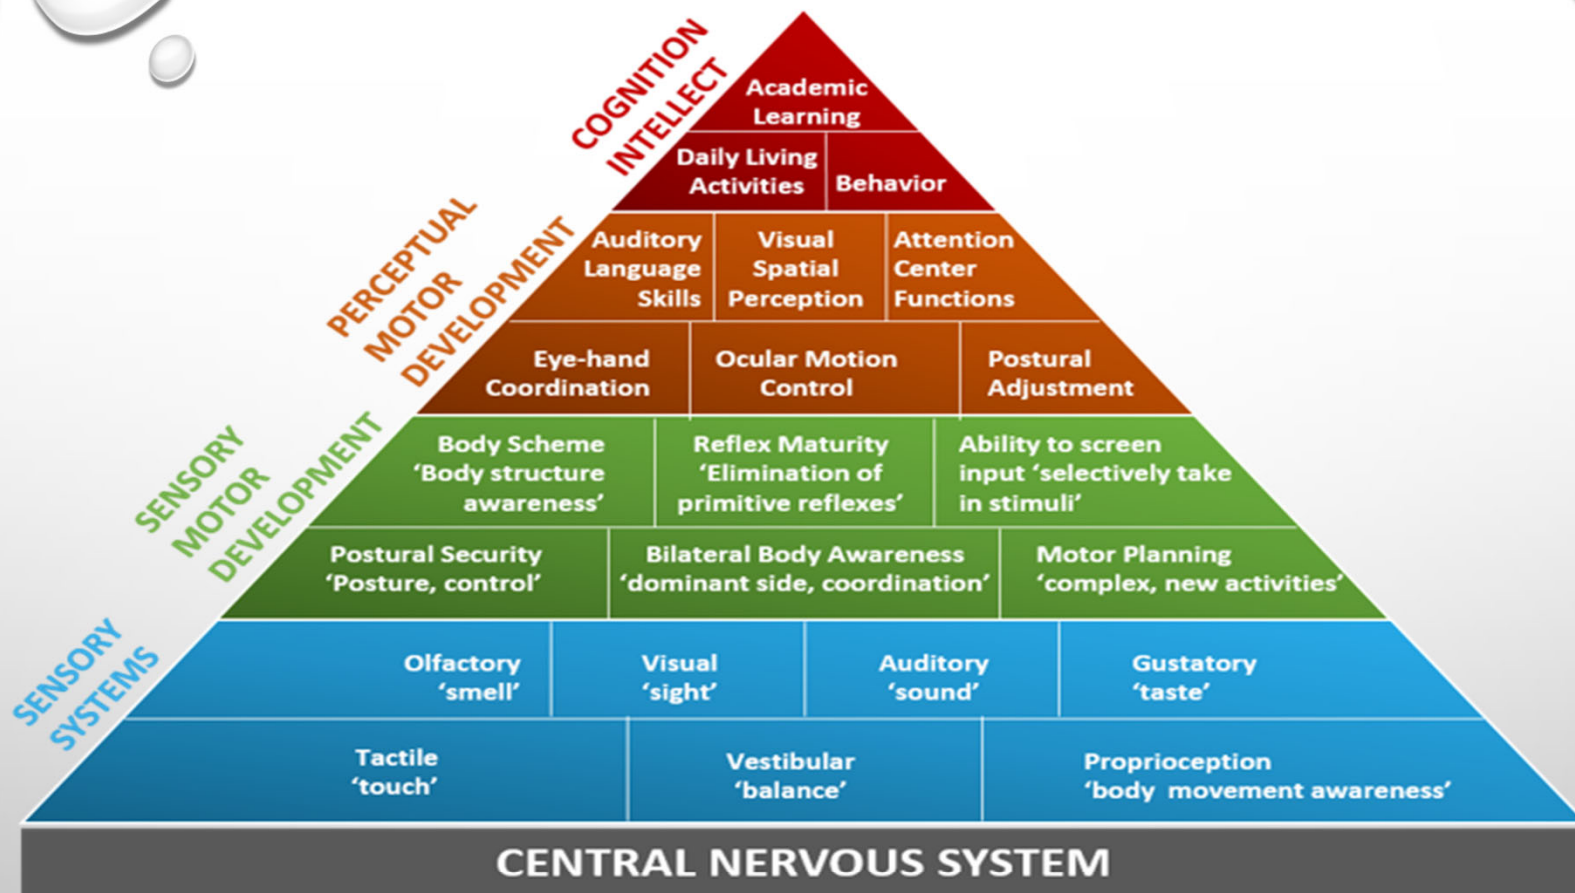 COGNITION
INTELLECT
Academic
Learning
Daily Living
Activities
Behavior
PERCEPTUAL
MOTOR
DEVELOPMENT
Auditory
Language
Skills
Visual
Spatial
Perception
Attention
Center
Functions
Eye-hand
Coordination
Ocular Motion
Control
Postural
Adjustment
SENSORY
MOTOR
DEVELOPMENT
Body Scheme
‘Body structure
awareness’
Reflex Maturity
‘Elimination of
primitive reflexes’
Ability to screen
input ‘selectively take
in stimuli’
Postural Security
‘Posture, control’
Bilateral Body Awareness
‘dominant side, coordination’
Motor Planning
‘complex, new activities’
SENSORY
SYSTEMS
Olfactory
‘smell’
Visual
‘sight’
Auditory
‘sound’
Gustatory
‘taste’
Tactile
‘touch’
Vestibular
‘balance’
Proprioception
‘body movement awareness’
CENTRAL NERVOUS SYSTEM